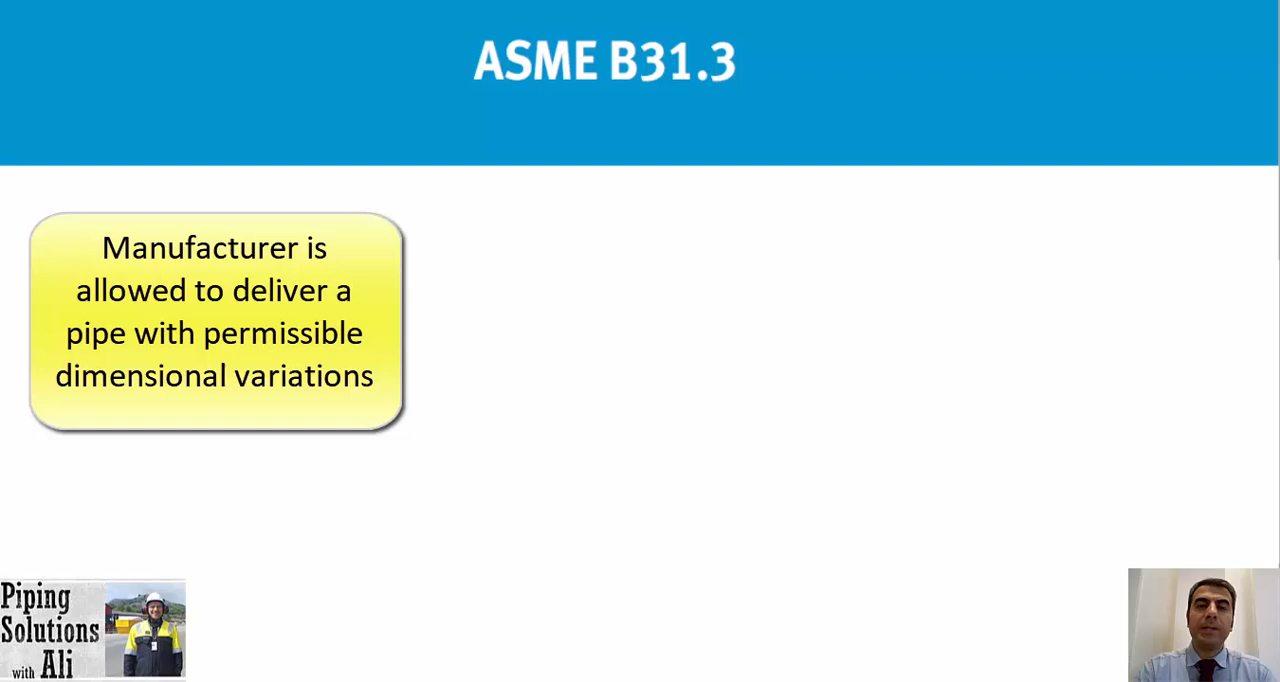 ASME B31.3
Manufacturer is
allowed to deliver a
pipe with permissible
dimensional variations
Piping
Solutions
with Ali